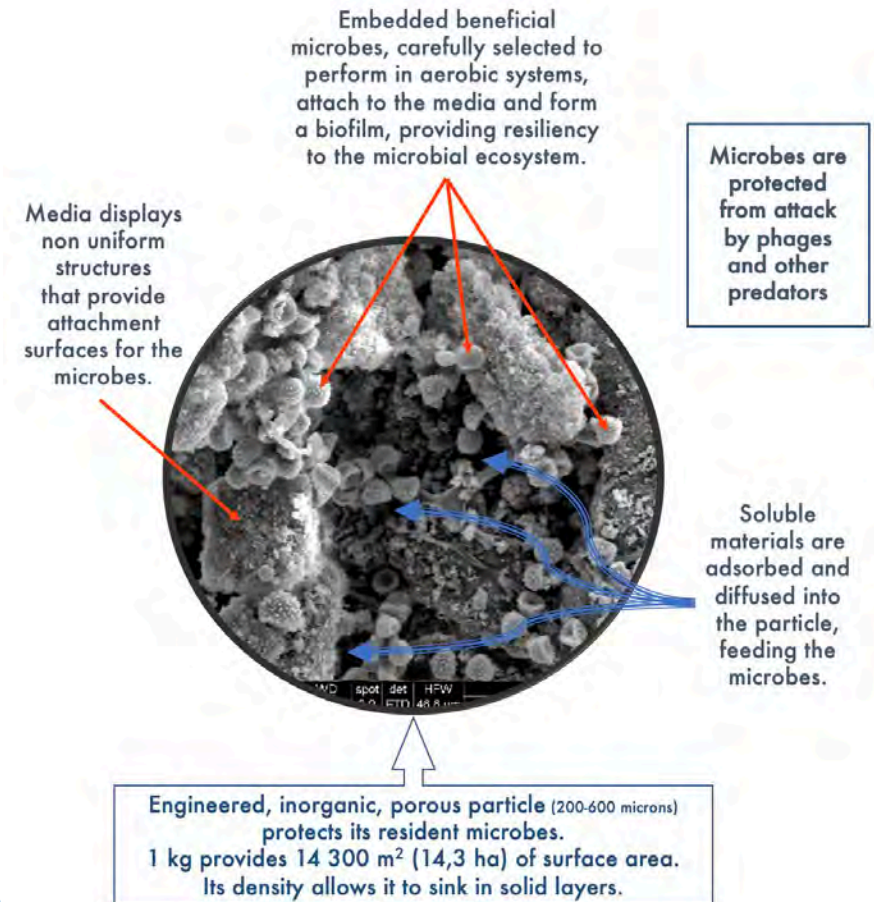 Embedded beneficial
microbes, carefully selected to
perform in aerobic systems,
attach to the media and form
a biofilm, providing resiliency
to the microbial ecosystem.
Microbes are
protected
from attack
by phages
and other
predators
Media displays
non uniform
structures
that provide
attachment
surfaces for the
microbes.
Soluble
materials are
adsorbed and
diffused into
the particle,
feeding the
microbes.
WD spot det HFW
ETD
Engineered, inorganic, porous particle (200-600 microns)
protects its resident microbes.
1 kg provides 14 300 m² (14,3 ha) of surface area.
Its density allows it to sink in solid layers.